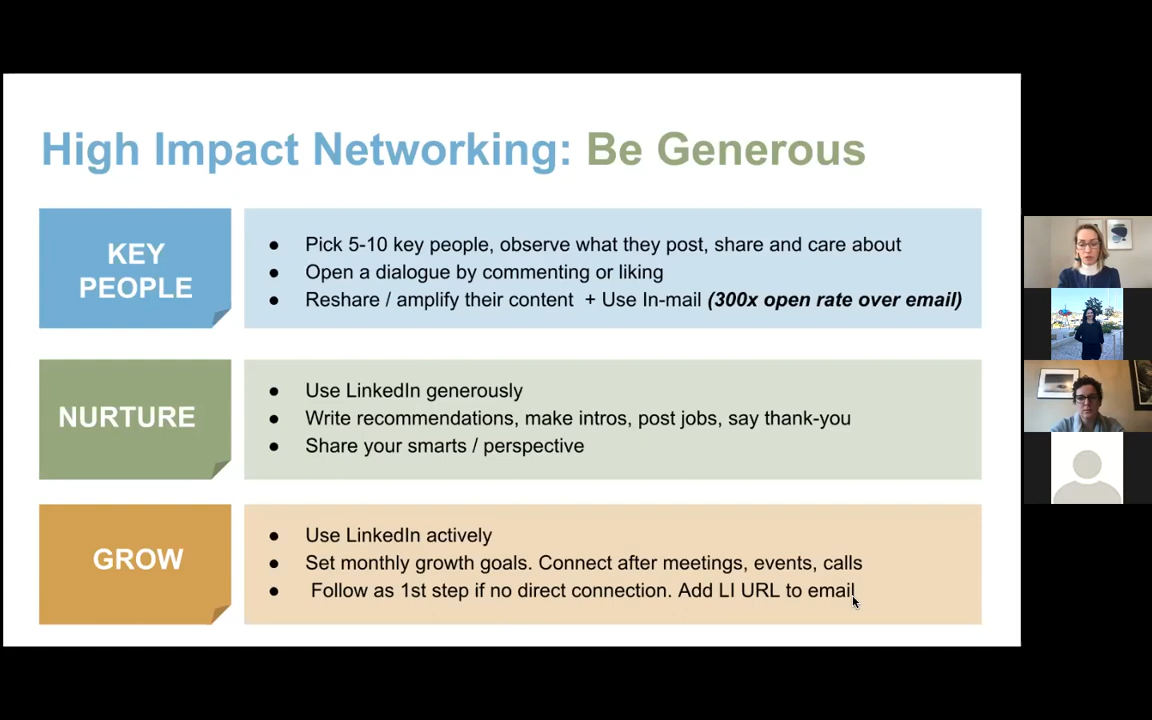 High Impact Networking: Be Generous
KEY
PEOPLE
● Pick 5-10 key people, observe what they post, share and care about
● Open a dialogue by commenting or liking
● Reshare / amplify their content + Use In-mail (300x open rate over email)
NURTURE
● Use LinkedIn generously
● Write recommendations, make intros, post jobs, say thank-you
● Share your smarts / perspective
GROW
● Use LinkedIn actively
● Set monthly growth goals. Connect after meetings, events, calls
● Follow as 1st step if no direct connection. Add LI URL to email